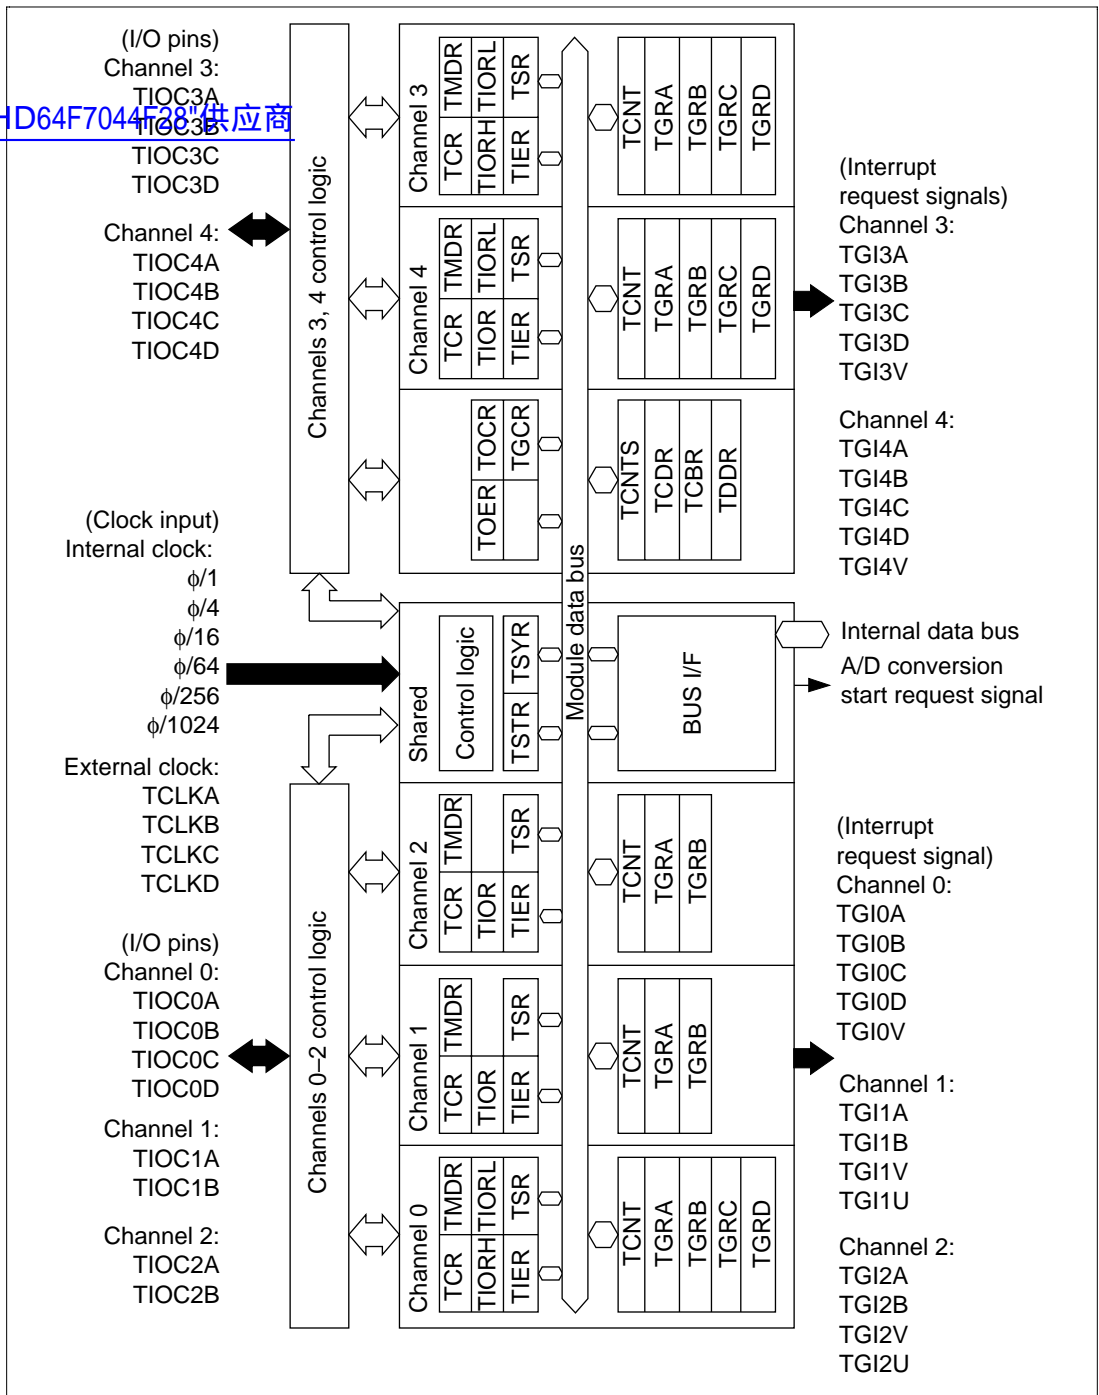 (I/O pins)
Channel 3:
TIOC3A
HD64F7044F28"供应商
TIOC3B
TIOC3C
TIOC3D
Channel 4:
TIOC4A
TIOC4B
TIOC4C
TIOC4D
(Clock input)
Internal clock:
ϕ/1
ϕ/4
ϕ/16
ϕ/64
ϕ/256
ϕ/1024
External clock:
TCLKA
TCLKB
TCLKC
TCLKD
(I/O pins)
Channel 0:
TIOC0A
TIOC0B
TIOC0C
TIOC0D
Channel 1:
TIOC1A
TIOC1B
Channel 2:
TIOC2A
TIOC2B
Channels 3, 4 control logic
Channels 0–2 control logic
Channel 3
TCR TMDR
TIORH TIORL
TIER TSR
TCNT
TGRA
TGRB
TGRC
TGRD
Channel 4
TCR TMDR
TIOR TIORL
TIER TSR
TCNT
TGRA
TGRB
TGRC
TGRD
TOER TOCR
TGCR
TCNTS
TCDR
TCBR
TDDR
Module data bus
Shared
Control logic
TSTR TSYR
BUS I/F
Channel 2
TCR TMDR
TIOR
TIER TSR
TCNT
TGRA
TGRB
Channel 1
TCR TMDR
TIOR
TIER TSR
TCNT
TGRA
TGRB
Channel 0
TCR TMDR
TIORH TIORL
TIER TSR
TCNT
TGRA
TGRB
TGRC
TGRD
(Interrupt
request signals)
Channel 3:
TGI3A
TGI3B
TGI3C
TGI3D
TGI3V
Channel 4:
TGI4A
TGI4B
TGI4C
TGI4D
TGI4V
Internal data bus
A/D conversion
start request signal
(Interrupt
request signal)
Channel 0:
TGI0A
TGI0B
TGI0C
TGI0D
TGI0V
Channel 1:
TGI1A
TGI1B
TGI1V
TGI1U
Channel 2:
TGI2A
TGI2B
TGI2V
TGI2U